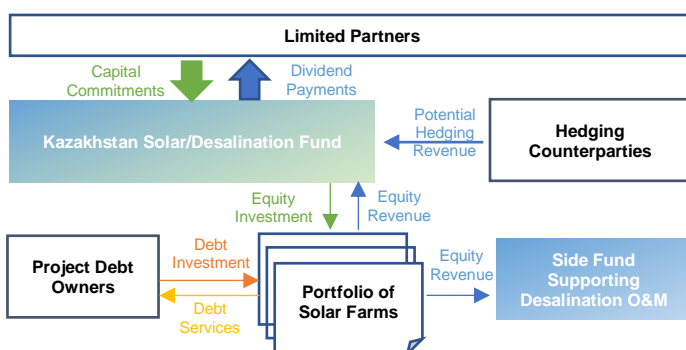 Limited Partners
Capital
Commitments
Dividend
Payments
Kazakhstan Solar/Desalination Fund
Potential
Hedging
Revenue
Hedging
Counterparties
Equity
Investment
Equity
Revenue
Project Debt
Owners
Debt
Investment
Debt
Services
Portfolio of
Solar Farms
Equity
Revenue
Side Fund
Supporting
Desalination O&M